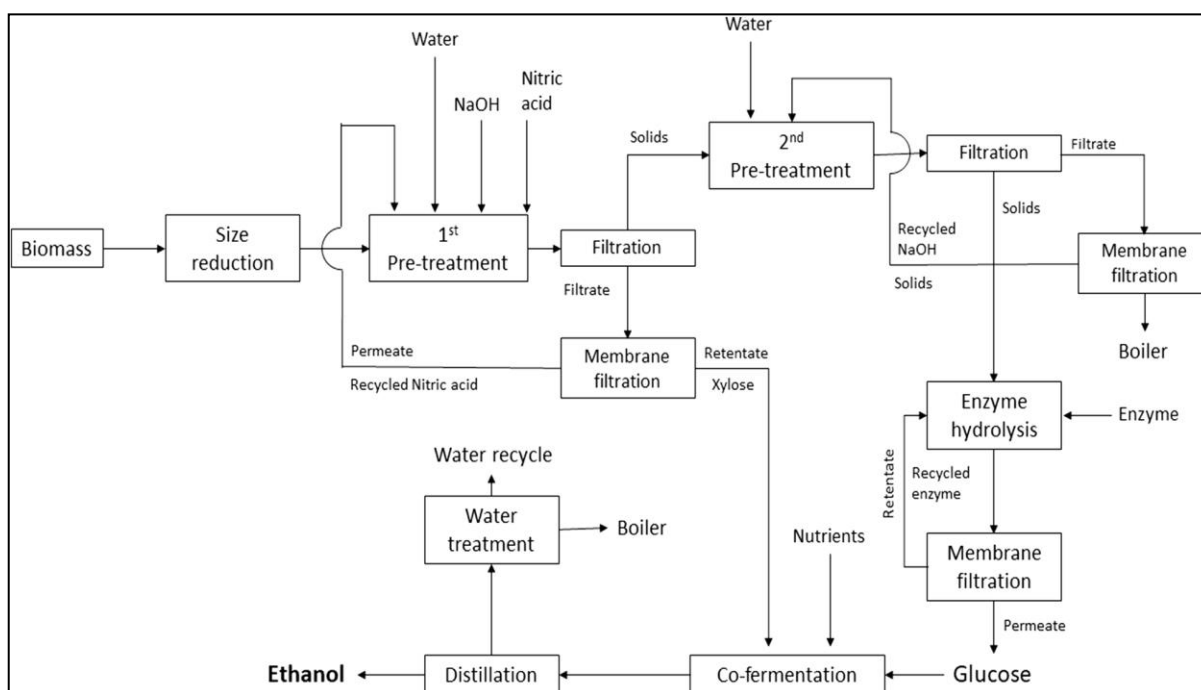 Water
Water
Nitric
acid
NaOH
Solids
2nd
Pre-treatment
Filtration
Filtrate
Solids
Biomass
Size
reduction
1st
Pre-treatment
Filtration
Filtrate
Recycled
NaOH
Solids
Membrane
filtration
Boiler
Permeate
Recycled Nitric acid
Membrane
filtration
Retentate
Xylose
Enzyme
hydrolysis
Enzyme
Retentate
Recycled
enzyme
Water recycle
Water
treatment
Boiler
Nutrients
Membrane
filtration
Permeate
Ethanol
Distillation
Co-fermentation
Glucose